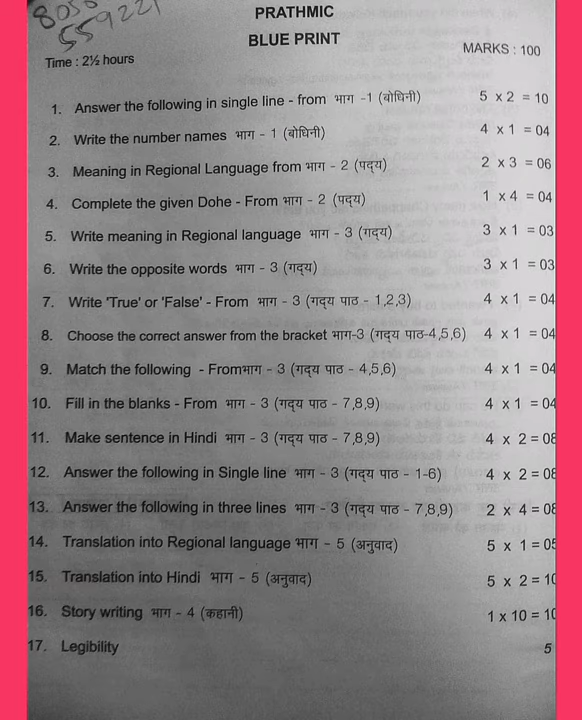 8050
559221
PRATHMIC
BLUE PRINT
Time : 2½ hours MARKS : 100
1. Answer the following in single line - from भाग -1 (बोधिनी) 5 x 2 = 10
2. Write the number names भाग - 1 (बोधिनी) 4 x 1 = 04
3. Meaning in Regional Language from भाग - 2 (पद्य) 2 x 3 = 06
4. Complete the given Dohe - From भाग - 2 (पद्य) 1 x 4 = 04
5. Write meaning in Regional language भाग - 3 (गद्य) 3 x 1 = 03
6. Write the opposite words भाग - 3 (गद्य) 3 x 1 = 03
7. Write 'True' or 'False' - From भाग - 3 (गद्य पाठ - 1,2,3) 4 x 1 = 04
8. Choose the correct answer from the bracket भाग-3 (गद्य पाठ-4,5,6) 4 x 1 = 04
9. Match the following - Fromभाग - 3 (गद्य पाठ - 4,5,6) 4 x 1 = 04
10. Fill in the blanks - From भाग - 3 (गद्य पाठ - 7,8,9) 4 x 1 = 04
11. Make sentence in Hindi भाग - 3 (गद्य पाठ - 7,8,9) 4 x 2 = 08
12. Answer the following in Single line भाग - 3 (गद्य पाठ - 1-6) 4 x 2 = 08
13. Answer the following in three lines भाग - 3 (गद्य पाठ - 7,8,9) 2 x 4 = 08
14. Translation into Regional language भाग - 5 (अनुवाद) 5 x 1 = 05
15. Translation into Hindi भाग - 5 (अनुवाद) 5 x 2 = 10
16. Story writing भाग - 4 (कहानी) 1 x 10 = 10
17. Legibility 5